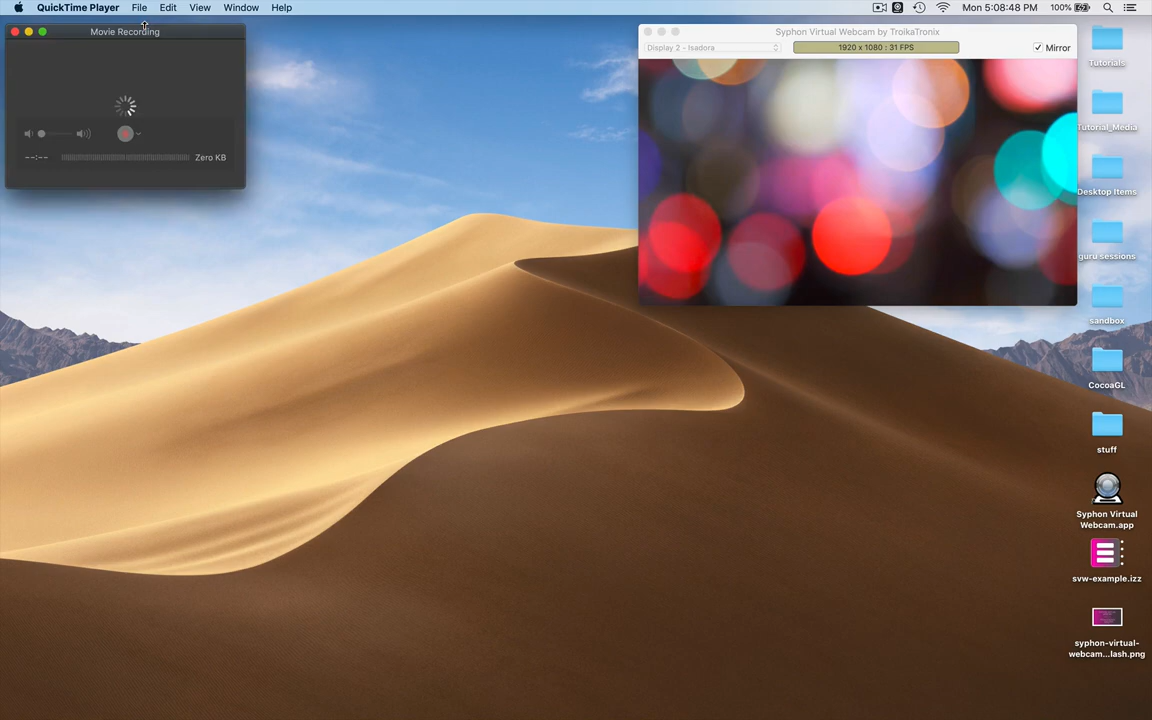 QuickTime Player File Edit View Window Help
Mon 5:08:48 PM 100%
Movie Recording
--:-- Zero KB
Syphon Virtual Webcam by TroikaTronix
Display 2 - Isadora 1920 x 1080 : 31 FPS Mirror
Tutorials
Tutorial_Media
Desktop Items
guru sessions
sandbox
CocoaGL
stuff
Syphon Virtual
Webcam.app
svw-example.izz
syphon-virtual-
webcam...lash.png